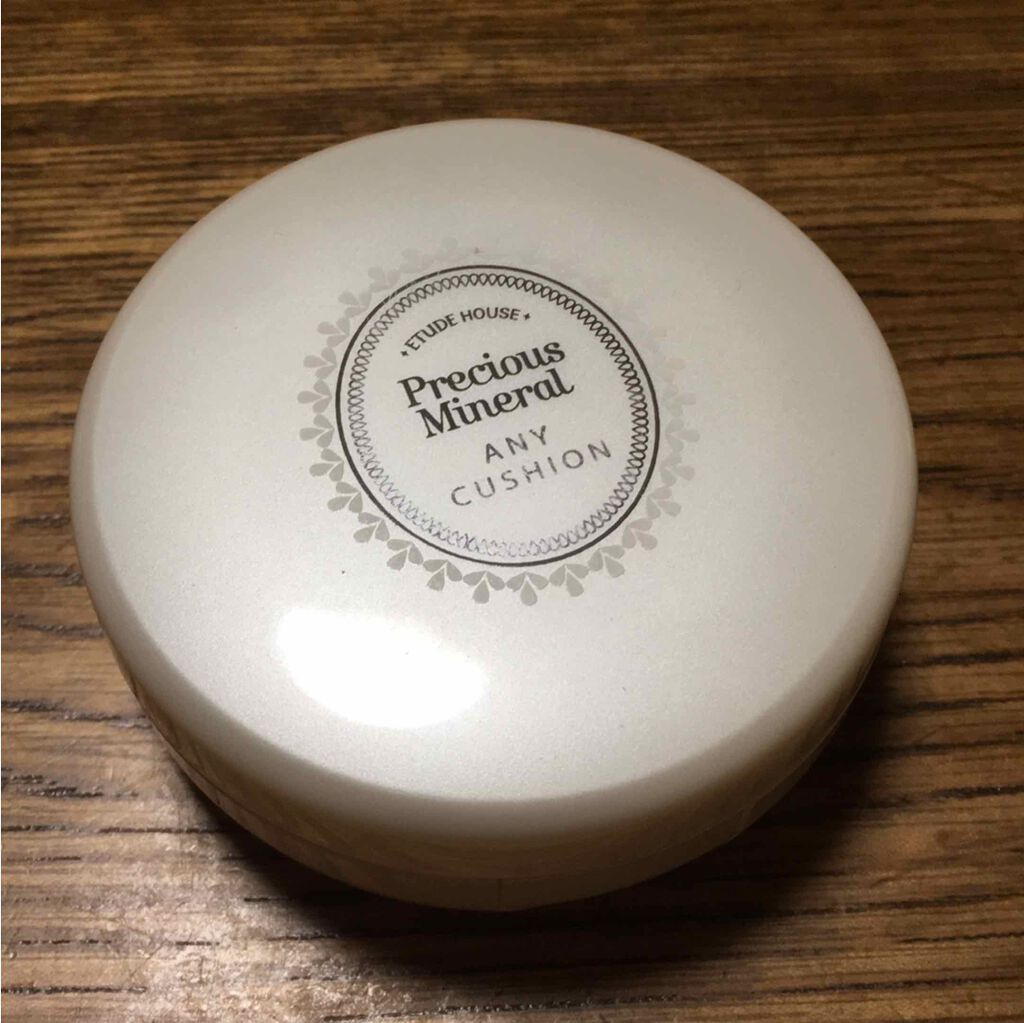 ETUDE HOUSE
Precious
Mineral
ANY
CUSHION